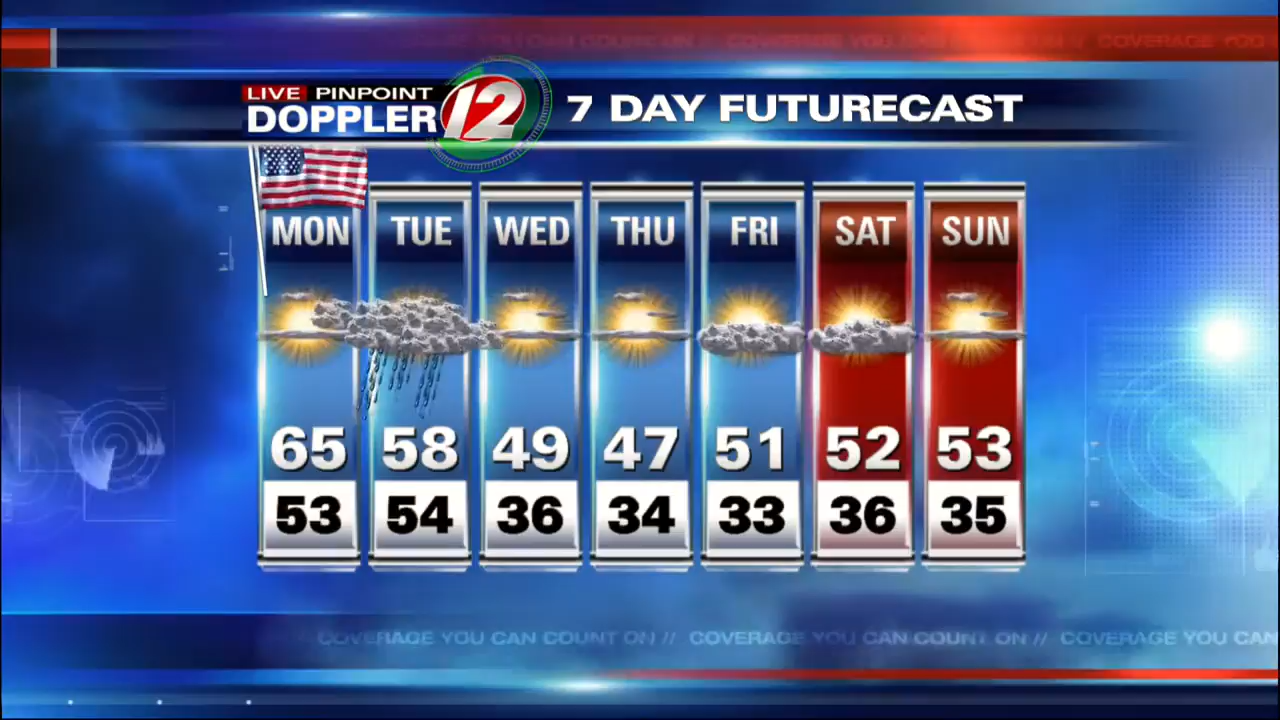 COVERAGE YOU
LIVE PINPOINT
DOPPLER 12
7 DAY FUTURECAST
MON TUE WED THU FRI SAT SUN
65 58 49 47 51 52 53
53 54 36 34 33 36 35
COVERAGE YOU CAN COUNT ON // COVERAGE YOU CAN COUNT ON // COVERAGE YOU CAN